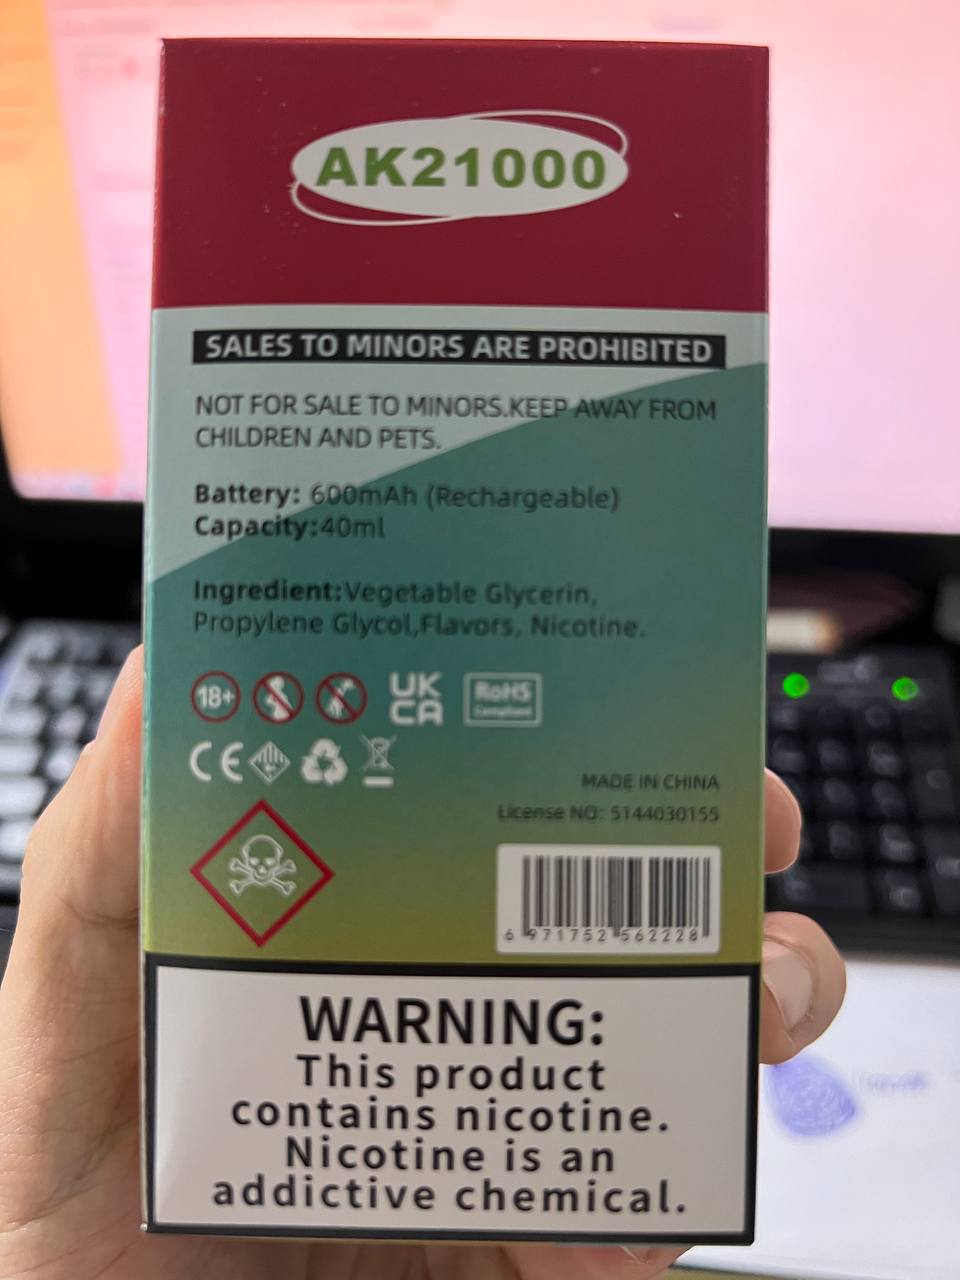 AK21000
SALES TO MINORS ARE PROHIBITED
NOT FOR SALE TO MINORS.KEEP AWAY FROM
CHILDREN AND PETS.
Battery: 600mAh (Rechargeable)
Capacity:40ml
Ingredient:Vegetable Glycerin,
Propylene Glycol,Flavors, Nicotine.
18+
UK
CA
RoHS
Compliant
CE
MADE IN CHINA
License NO: 5144030155
6 971752 562228
WARNING:
This product
contains nicotine.
Nicotine is an
addictive chemical.